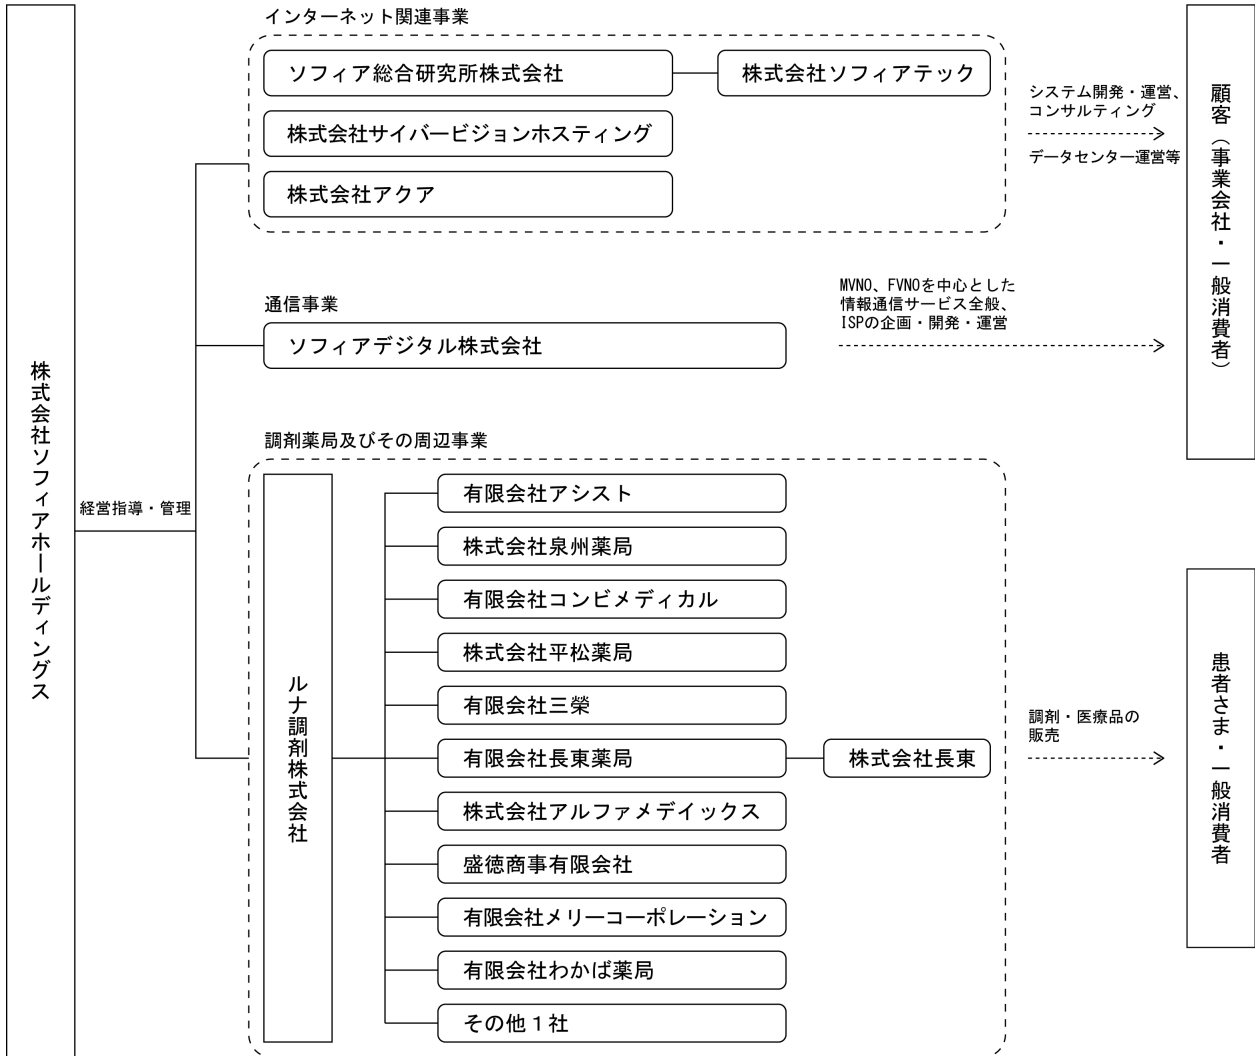 株式会社ソフィアホールディングス
経営指導・管理
インターネット関連事業
ソフィア総合研究所株式会社
株式会社ソフィアテック
株式会社サイバービジョンホスティング
株式会社アクア
システム開発・運営、
コンサルティング
データセンター運営等
顧客（事業会社・一般消費者）
通信事業
ソフィアデジタル株式会社
MVNO、FVNOを中心とした
情報通信サービス全般、
ISPの企画・開発・運営
調剤薬局及びその周辺事業
ルナ調剤株式会社
有限会社アシスト
株式会社泉州薬局
有限会社コンビメディカル
株式会社平松薬局
有限会社三榮
有限会社長東薬局
株式会社長東
株式会社アルファメデイックス
盛徳商事有限会社
有限会社メリーコーポレーション
有限会社わかば薬局
その他１社
調剤・医療品の
販売
患者さま・一般消費者